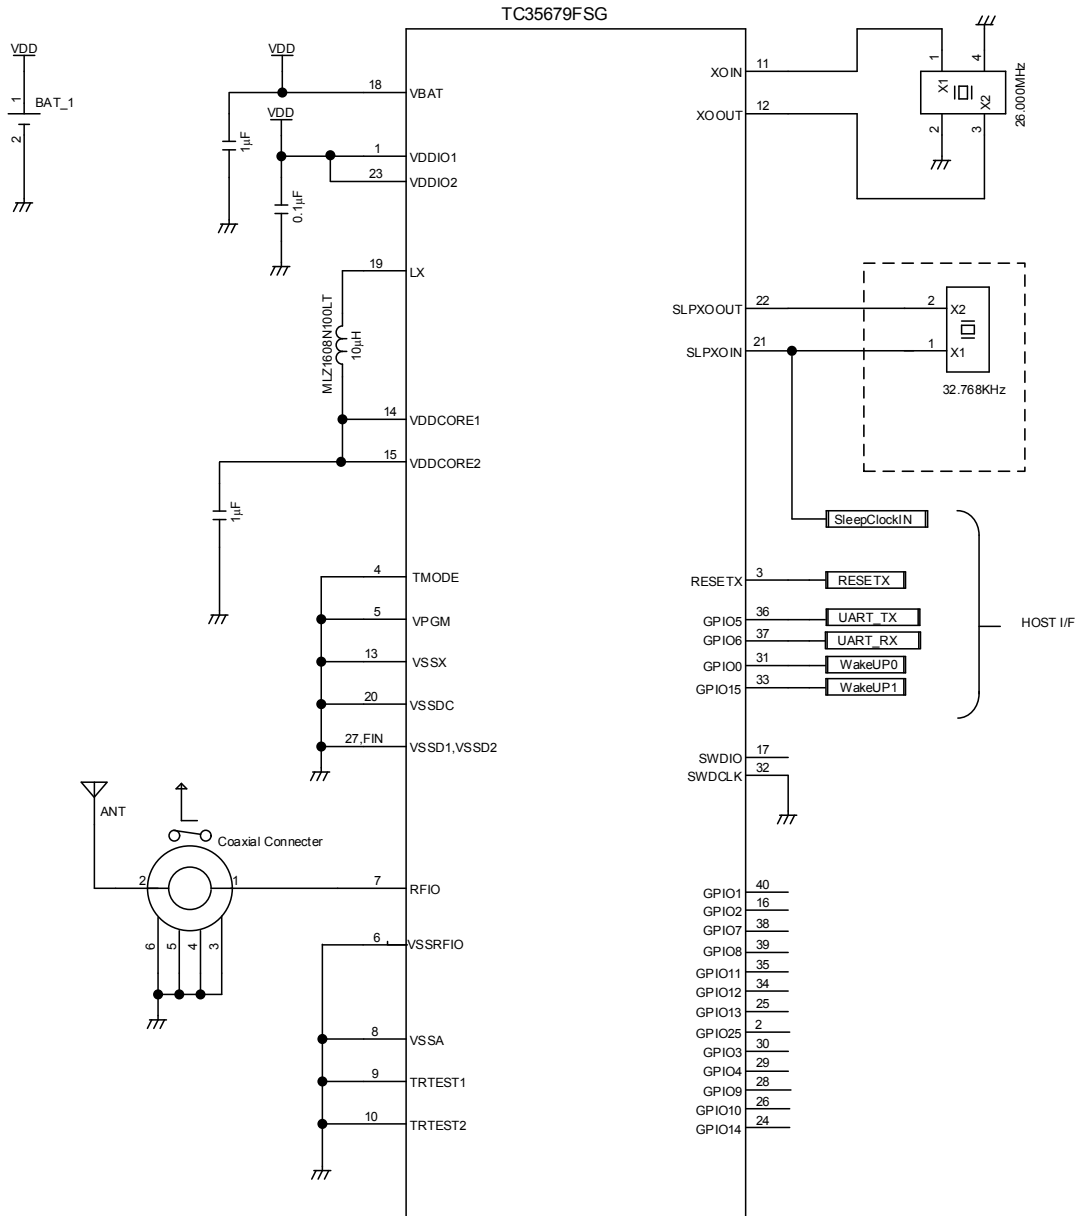 TC35679FSG
VDD
1
BAT_1
2
VDD
18
VBAT
1μF
VDD
1
VDDIO1
23
VDDIO2
0.1μF
19
LX
MLZ1608N100LT
10μH
14
VDDCORE1
15
VDDCORE2
1μF
4
TMODE
5
VPGM
13
VSSX
20
VSSDC
27,FIN
VSSD1,VSSD2
ANT
Coaxial Connecter
2
1
7
RFIO
6
5
4
3
6
VSSRFIO
8
VSSA
9
TRTEST1
10
TRTEST2
XOIN
11
XOOUT
12
1
4
X1
X2
2
3
26.000MHz
SLPXOOUT
22
2
X2
SLPXOIN
21
1
X1
32.768KHz
SleepClockIN
RESETX
3
RESETX
GPIO5
36
UART_TX
GPIO6
37
UART_RX
GPIO0
31
WakeUP0
GPIO15
33
WakeUP1
HOST I/F
SWDIO
17
SWDCLK
32
GPIO1
40
GPIO2
16
GPIO7
38
GPIO8
39
GPIO11
35
GPIO12
34
GPIO13
25
GPIO25
2
GPIO3
30
GPIO4
29
GPIO9
28
GPIO10
26
GPIO14
24